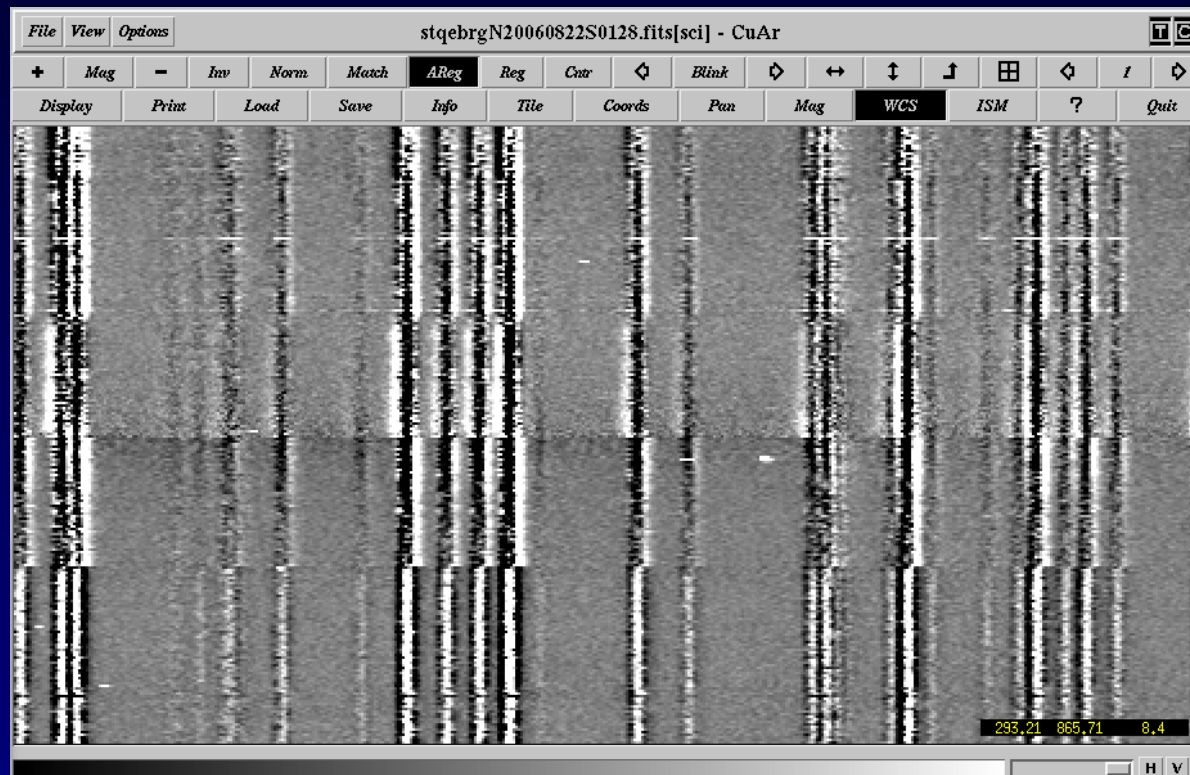 File View Options stqebrgN20060822S0128.fits[sci] - CuAr T C
+ Mag - Inv Norm Match AReg Reg Cntr Blink 1
Display Print Load Save Info Tile Coords Pan Mag WCS ISM ? Quit
293.21 865.71 8.4
H V